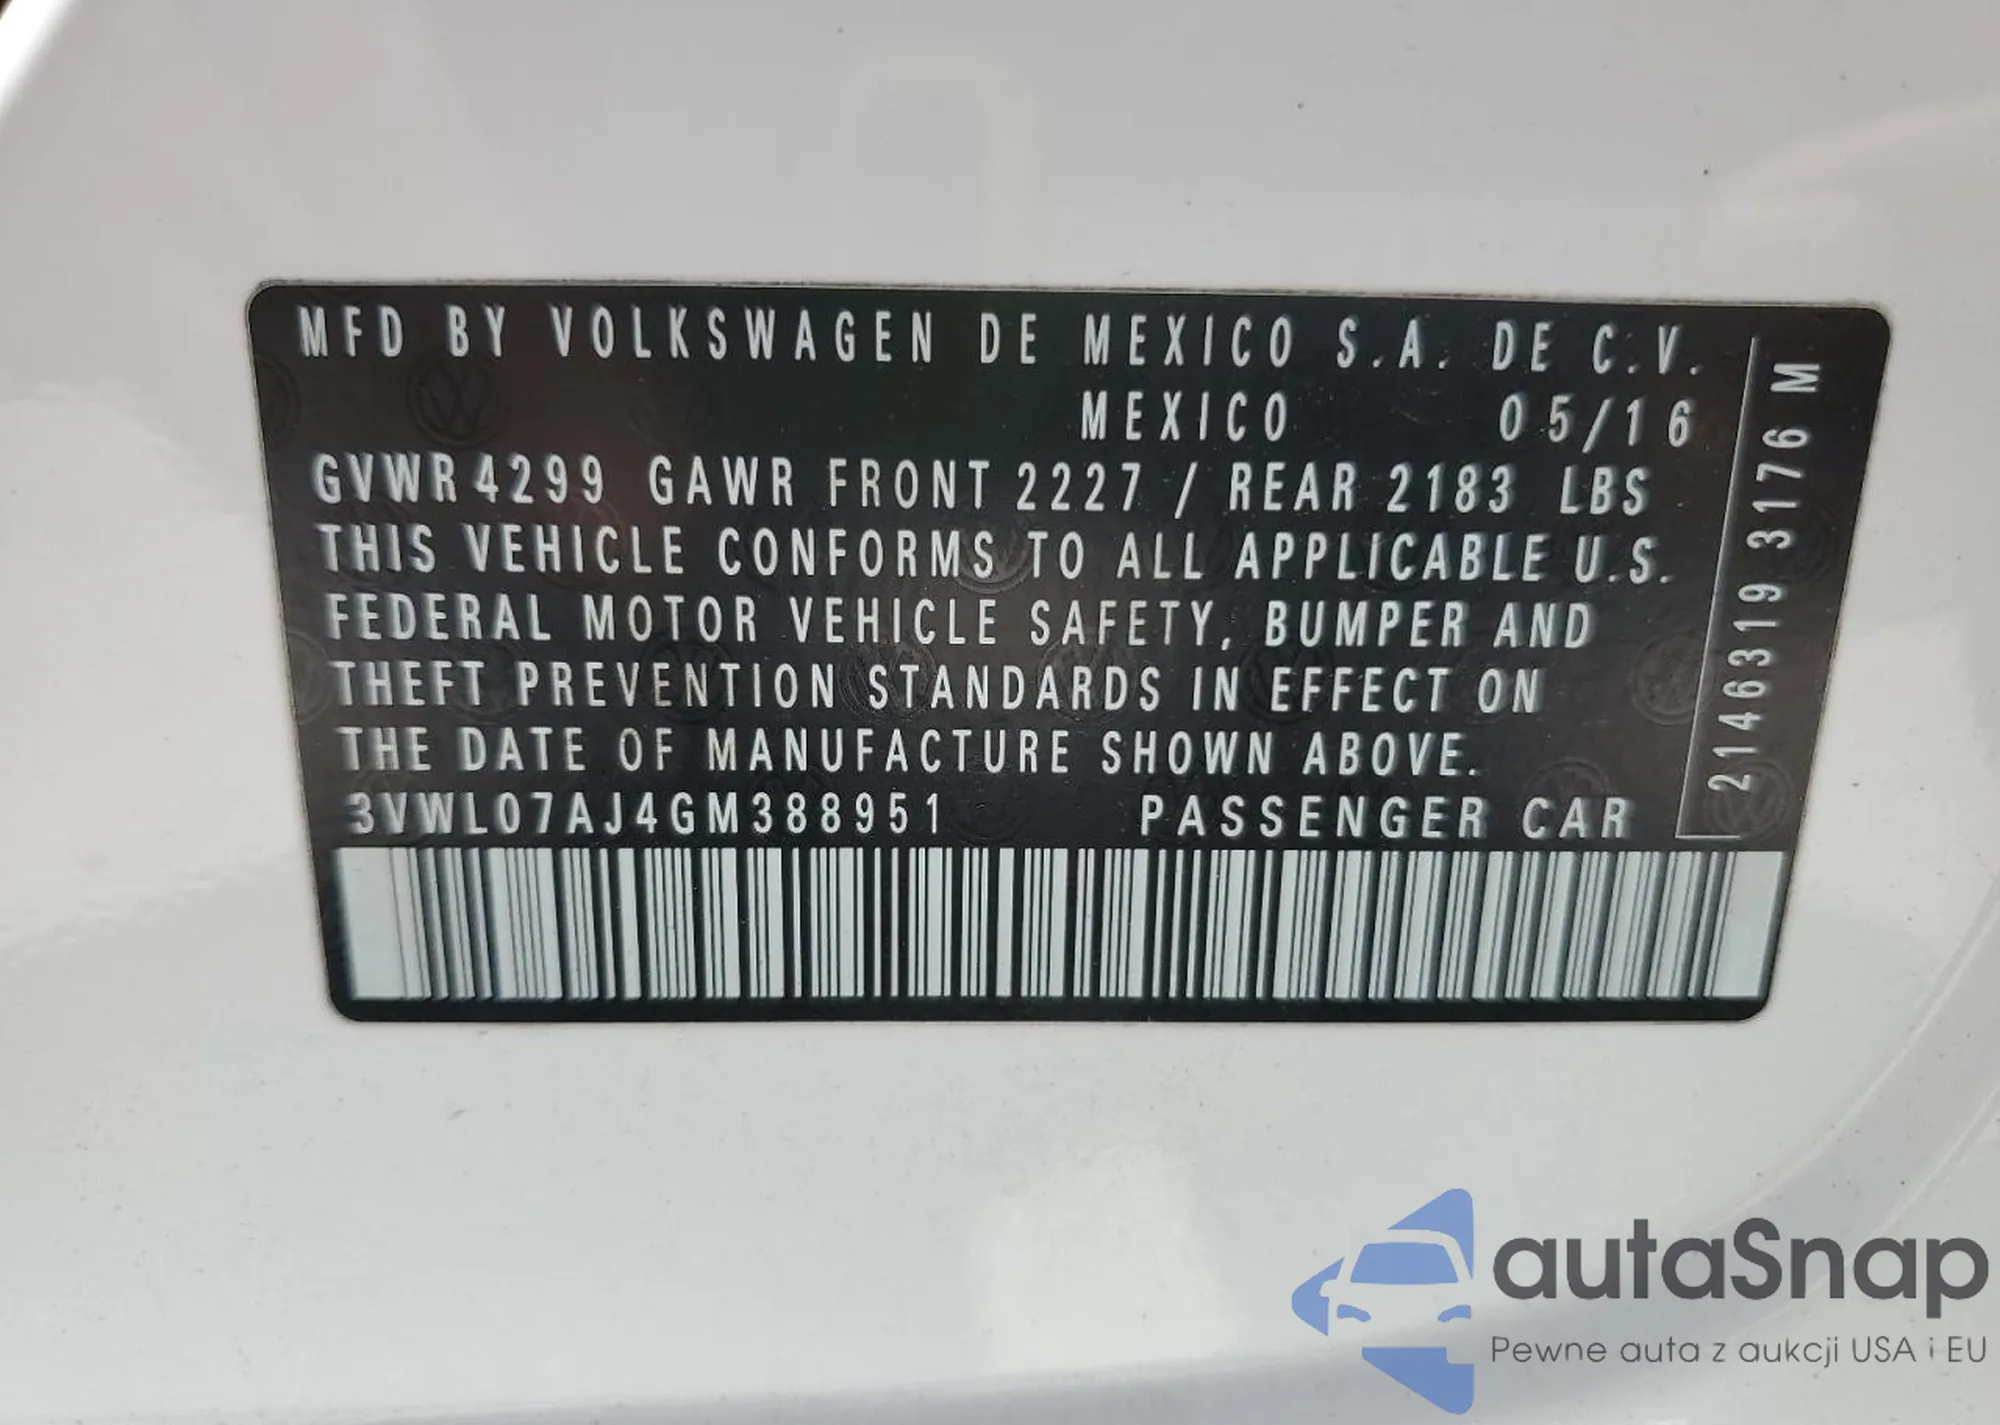 MFD BY VOLKSWAGEN DE MEXICO S.A. DE C.V.
MEXICO 05/16
GVWR 4299 GAWR FRONT 2227 / REAR 2183 LBS
THIS VEHICLE CONFORMS TO ALL APPLICABLE U.S.
FEDERAL MOTOR VEHICLE SAFETY, BUMPER AND
THEFT PREVENTION STANDARDS IN EFFECT ON
THE DATE OF MANUFACTURE SHOWN ABOVE.
3VWL07AJ4GM388951 PASSENGER CAR
2146319 3176 M
autaSnap
Pewne auta z aukcji USA i EU